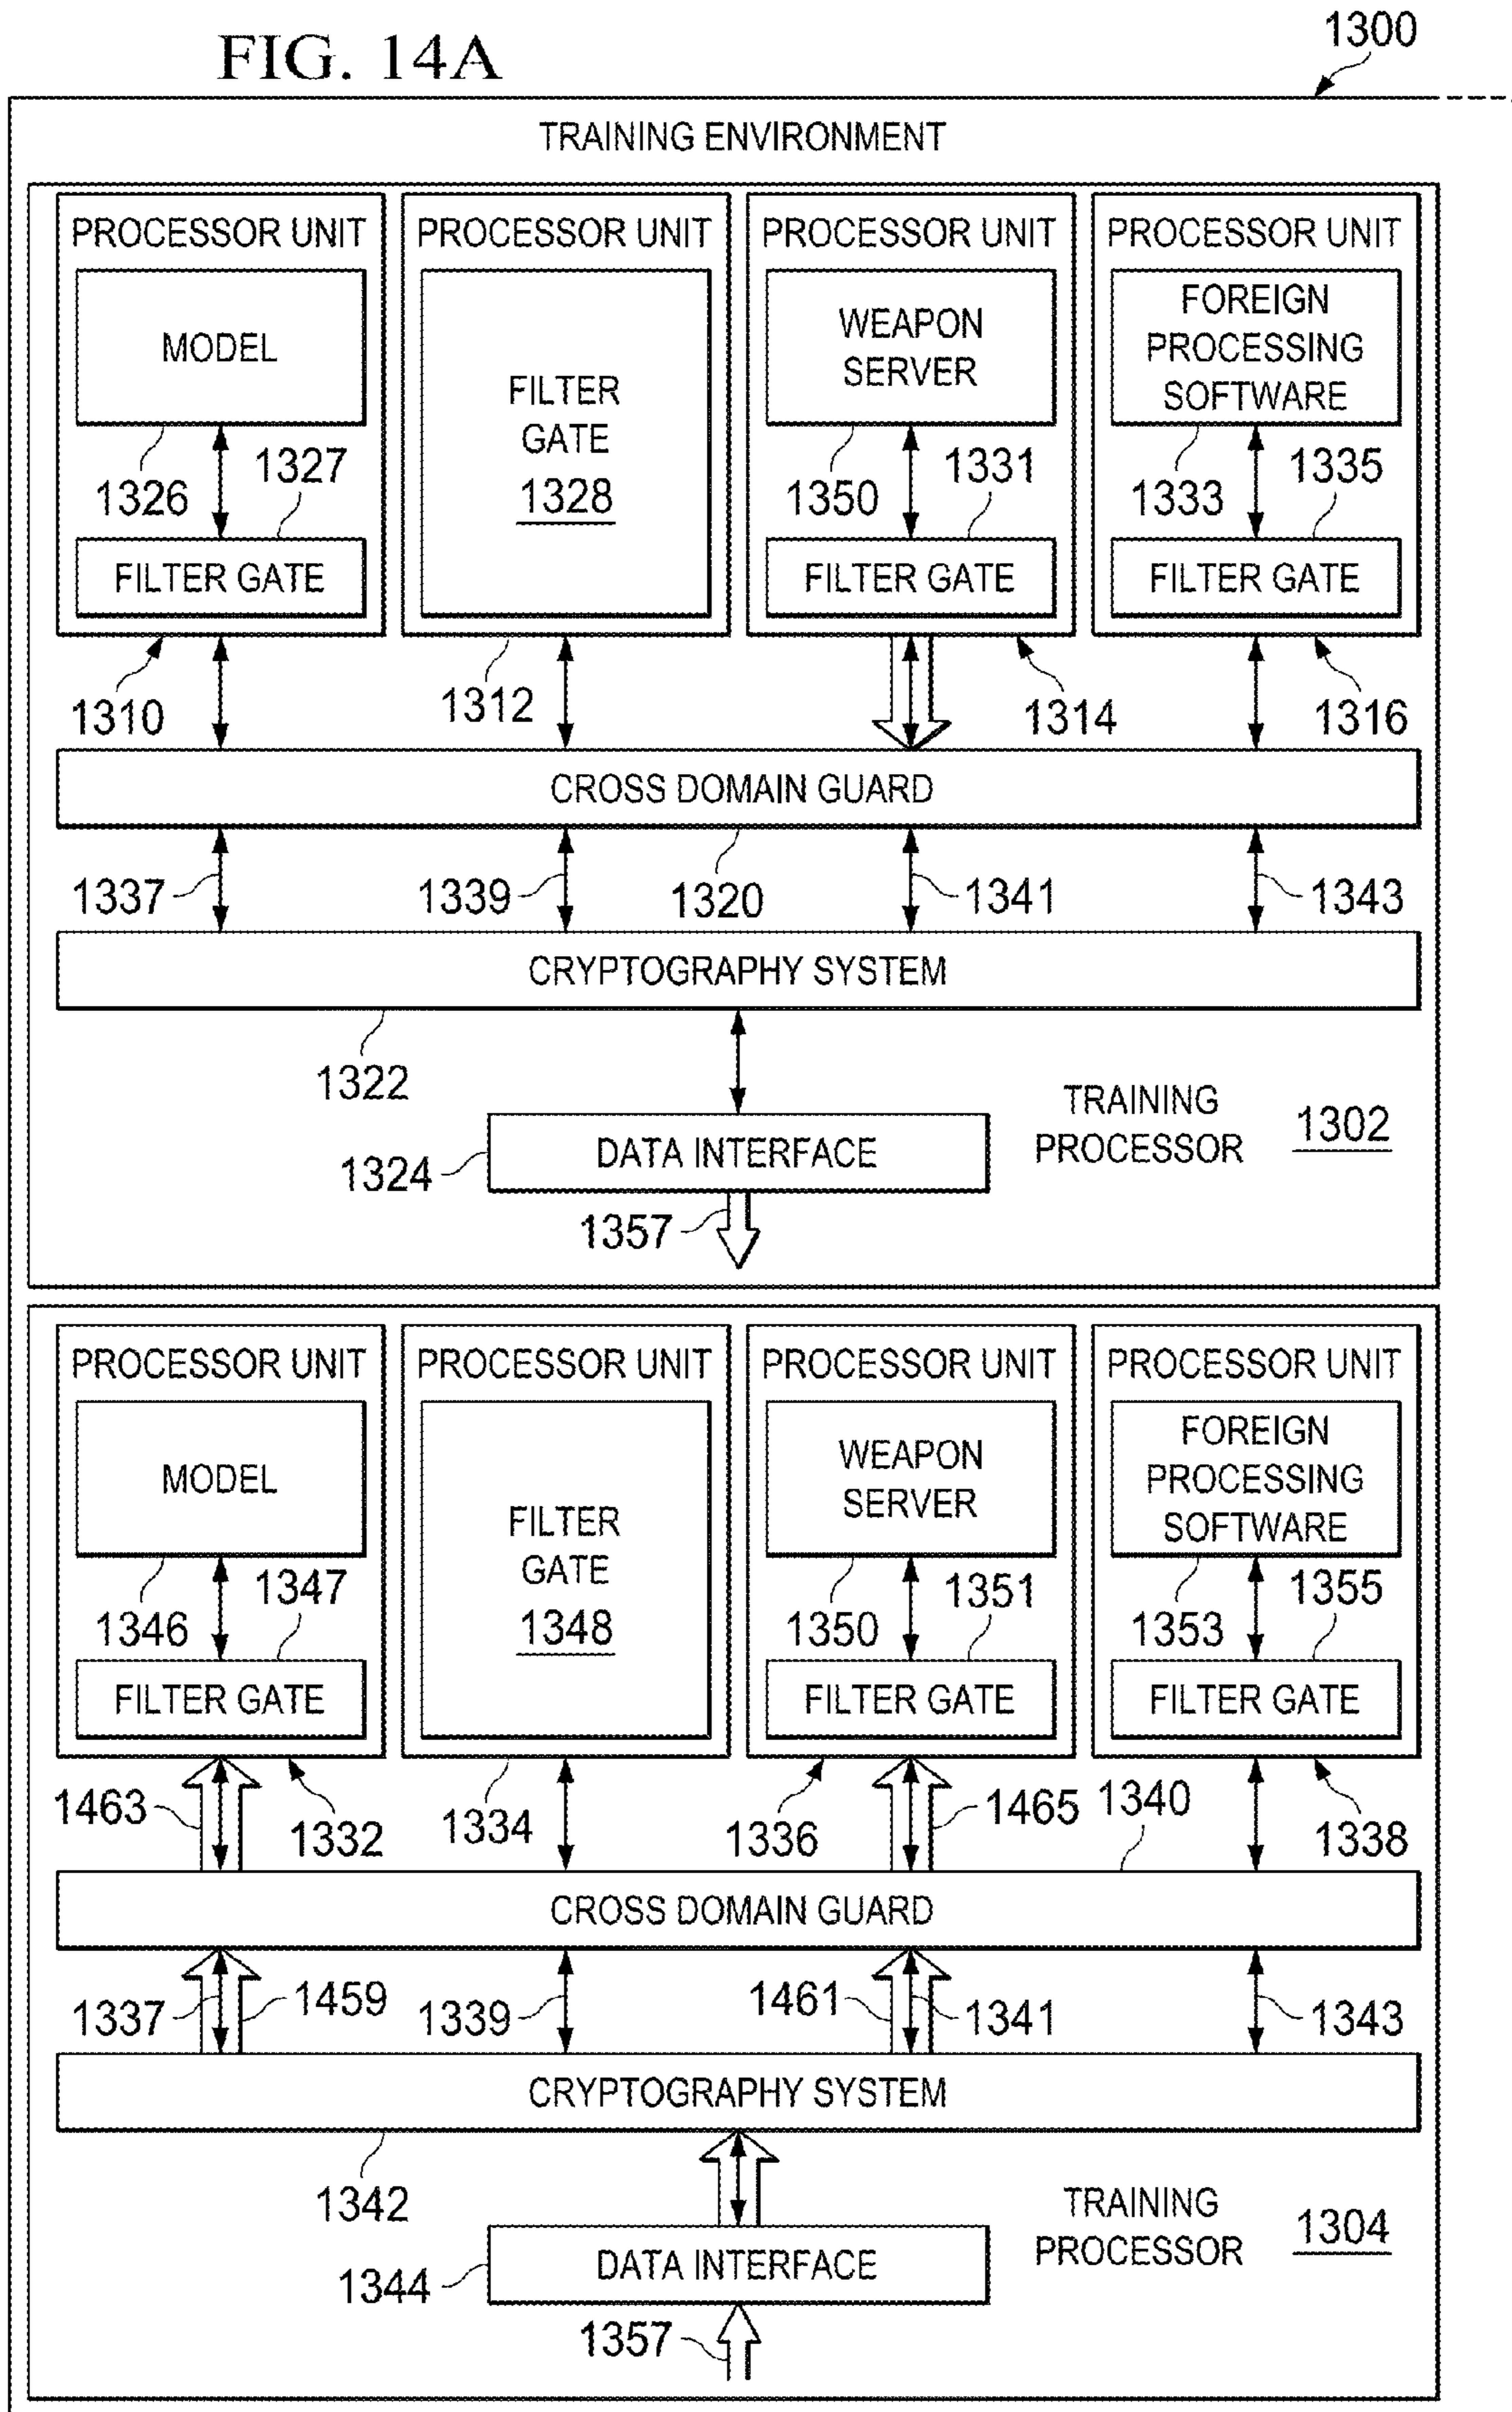 FIG. 14A
1300
TRAINING ENVIRONMENT
PROCESSOR UNIT
PROCESSOR UNIT
PROCESSOR UNIT
PROCESSOR UNIT
MODEL
FILTER
GATE
1328
WEAPON
SERVER
FOREIGN
PROCESSING
SOFTWARE
1326
1327
1350
1331
1333
1335
FILTER GATE
FILTER GATE
FILTER GATE
1310
1312
1314
1316
CROSS DOMAIN GUARD
1337
1339
1320
1341
1343
CRYPTOGRAPHY SYSTEM
1322
TRAINING
PROCESSOR
1302
DATA INTERFACE
1324
1357
PROCESSOR UNIT
PROCESSOR UNIT
PROCESSOR UNIT
PROCESSOR UNIT
MODEL
FILTER
GATE
1348
WEAPON
SERVER
FOREIGN
PROCESSING
SOFTWARE
1346
1347
1350
1351
1353
1355
FILTER GATE
FILTER GATE
FILTER GATE
1463
1332
1334
1336
1465
1340
1338
CROSS DOMAIN GUARD
1337
1459
1339
1461
1341
1343
CRYPTOGRAPHY SYSTEM
1342
TRAINING
PROCESSOR
1304
DATA INTERFACE
1344
1357